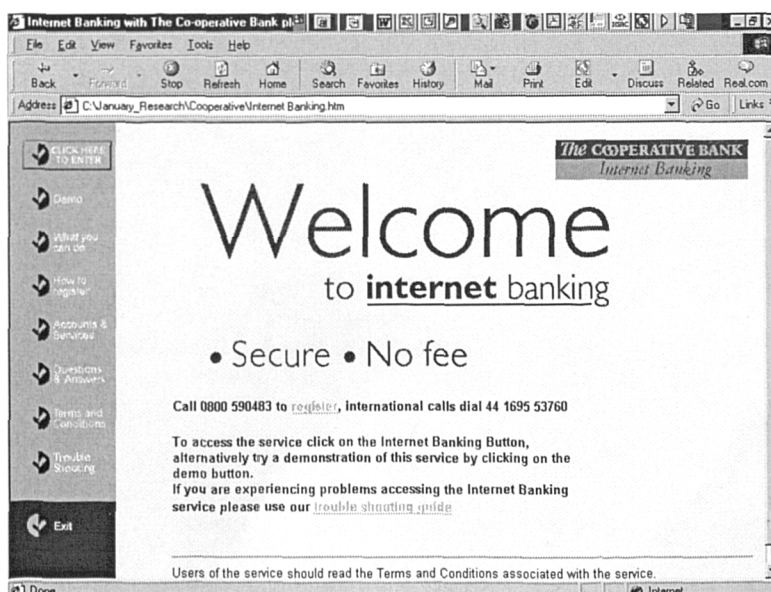 Internet Banking with The Co-operative Bank pl
File Edit View Favorites Tools Help
Back Forward Stop Refresh Home Search Favorites History Mail Print Edit Discuss Related Real.com
Address C:\January_Research\Cooperative\Internet Banking.htm Go Links
CLICK HERE
TO ENTER
Demo
What you
can do
How to
register
Accounts &
Services
Questions
& Answers
Terms and
Conditions
Trouble
Shooting
Exit
The COOPERATIVE BANK
Internet Banking
Welcome
to internet banking
• Secure • No fee
Call 0800 590483 to register, international calls dial 44 1695 53760
To access the service click on the Internet Banking Button,
alternatively try a demonstration of this service by clicking on the
demo button.
If you are experiencing problems accessing the Internet Banking
service please use our trouble shooting guide
Users of the service should read the Terms and Conditions associated with the service.
Done Internet